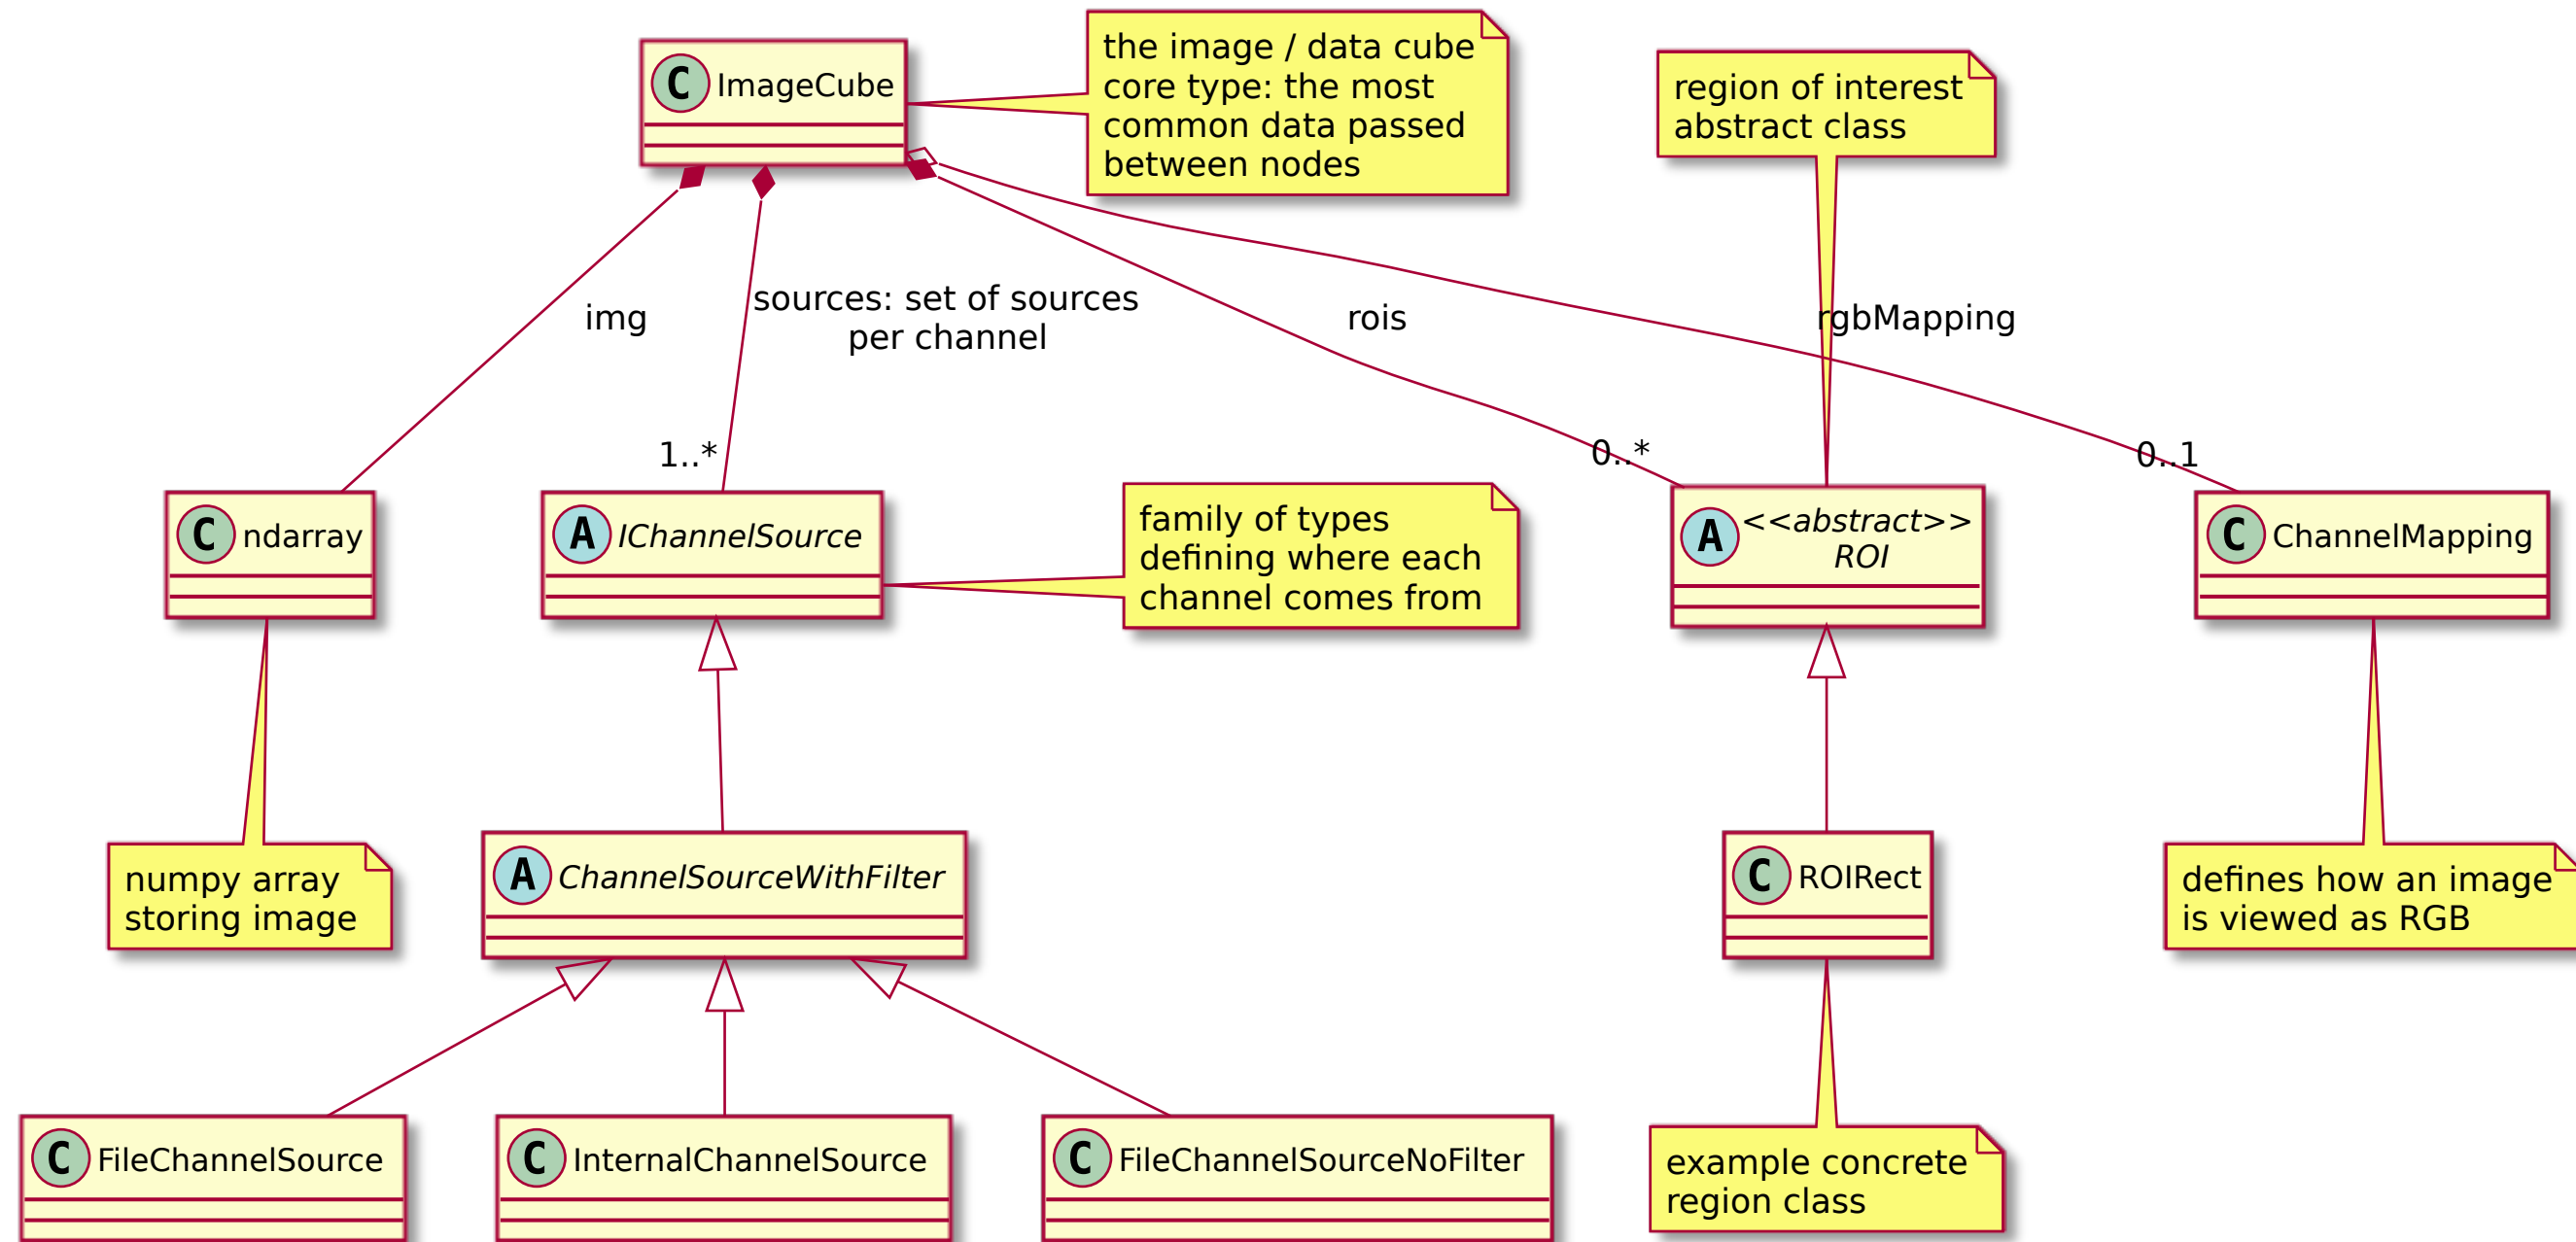 C ImageCube
the image / data cube
core type: the most
common data passed
between nodes
region of interest
abstract class
img
sources: set of sources
per channel
rois
rgbMapping
1..*
0..*
0..1
C ndarray
A IChannelSource
family of types
defining where each
channel comes from
A <<abstract>>
ROI
C ChannelMapping
numpy array
storing image
A ChannelSourceWithFilter
C ROIRect
defines how an image
is viewed as RGB
C FileChannelSource
C InternalChannelSource
C FileChannelSourceNoFilter
example concrete
region class